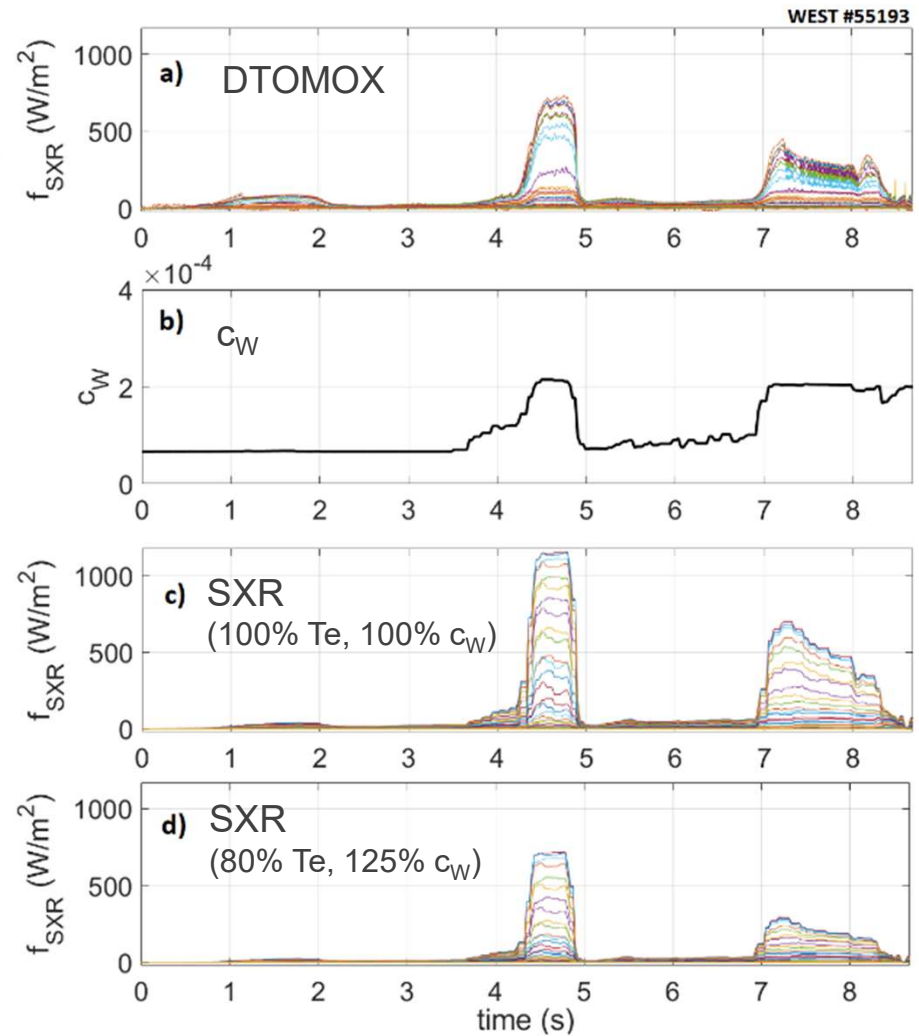 WEST #55193
a) DTOMOX
f_SXR (W/m²)
1000
500
0
0 1 2 3 4 5 6 7 8
×10⁻⁴
b) c_W
c_W
4
2
0
0 1 2 3 4 5 6 7 8
c) SXR
(100% Te, 100% c_W)
f_SXR (W/m²)
1000
500
0
0 1 2 3 4 5 6 7 8
d) SXR
(80% Te, 125% c_W)
f_SXR (W/m²)
1000
500
0
0 1 2 3 4 5 6 7 8
time (s)